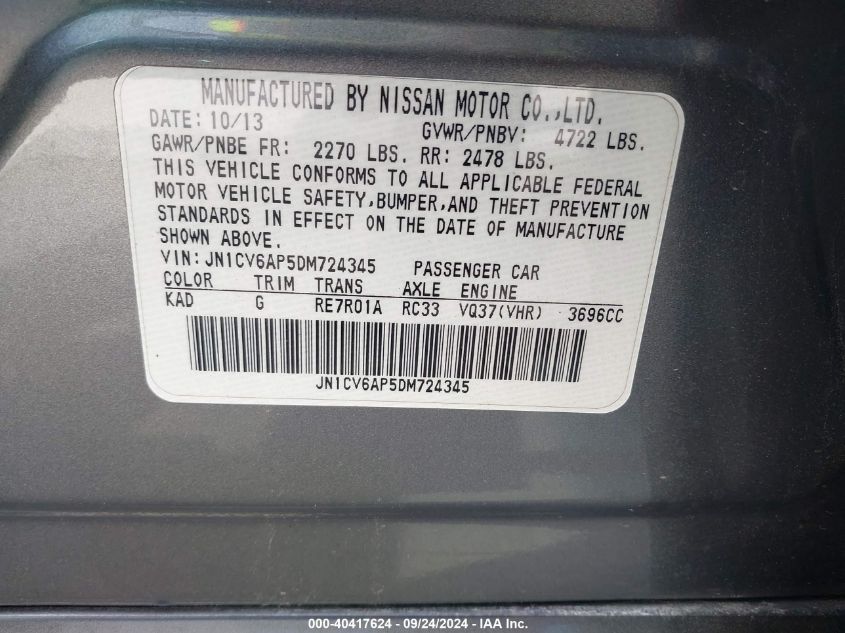 MANUFACTURED BY NISSAN MOTOR CO.,LTD.
DATE: 10/13 GVWR/PNBV: 4722 LBS.
GAWR/PNBE FR: 2270 LBS. RR: 2478 LBS.
THIS VEHICLE CONFORMS TO ALL APPLICABLE FEDERAL
MOTOR VEHICLE SAFETY,BUMPER,AND THEFT PREVENTION
STANDARDS IN EFFECT ON THE DATE OF MANUFACTURE
SHOWN ABOVE.
VIN: JN1CV6AP5DM724345 PASSENGER CAR
COLOR TRIM TRANS AXLE ENGINE
KAD G RE7R01A RC33 VQ37(VHR) 3696CC
JN1CV6AP5DM724345
000-40417624 - 09/24/2024 - © IAA, Inc.